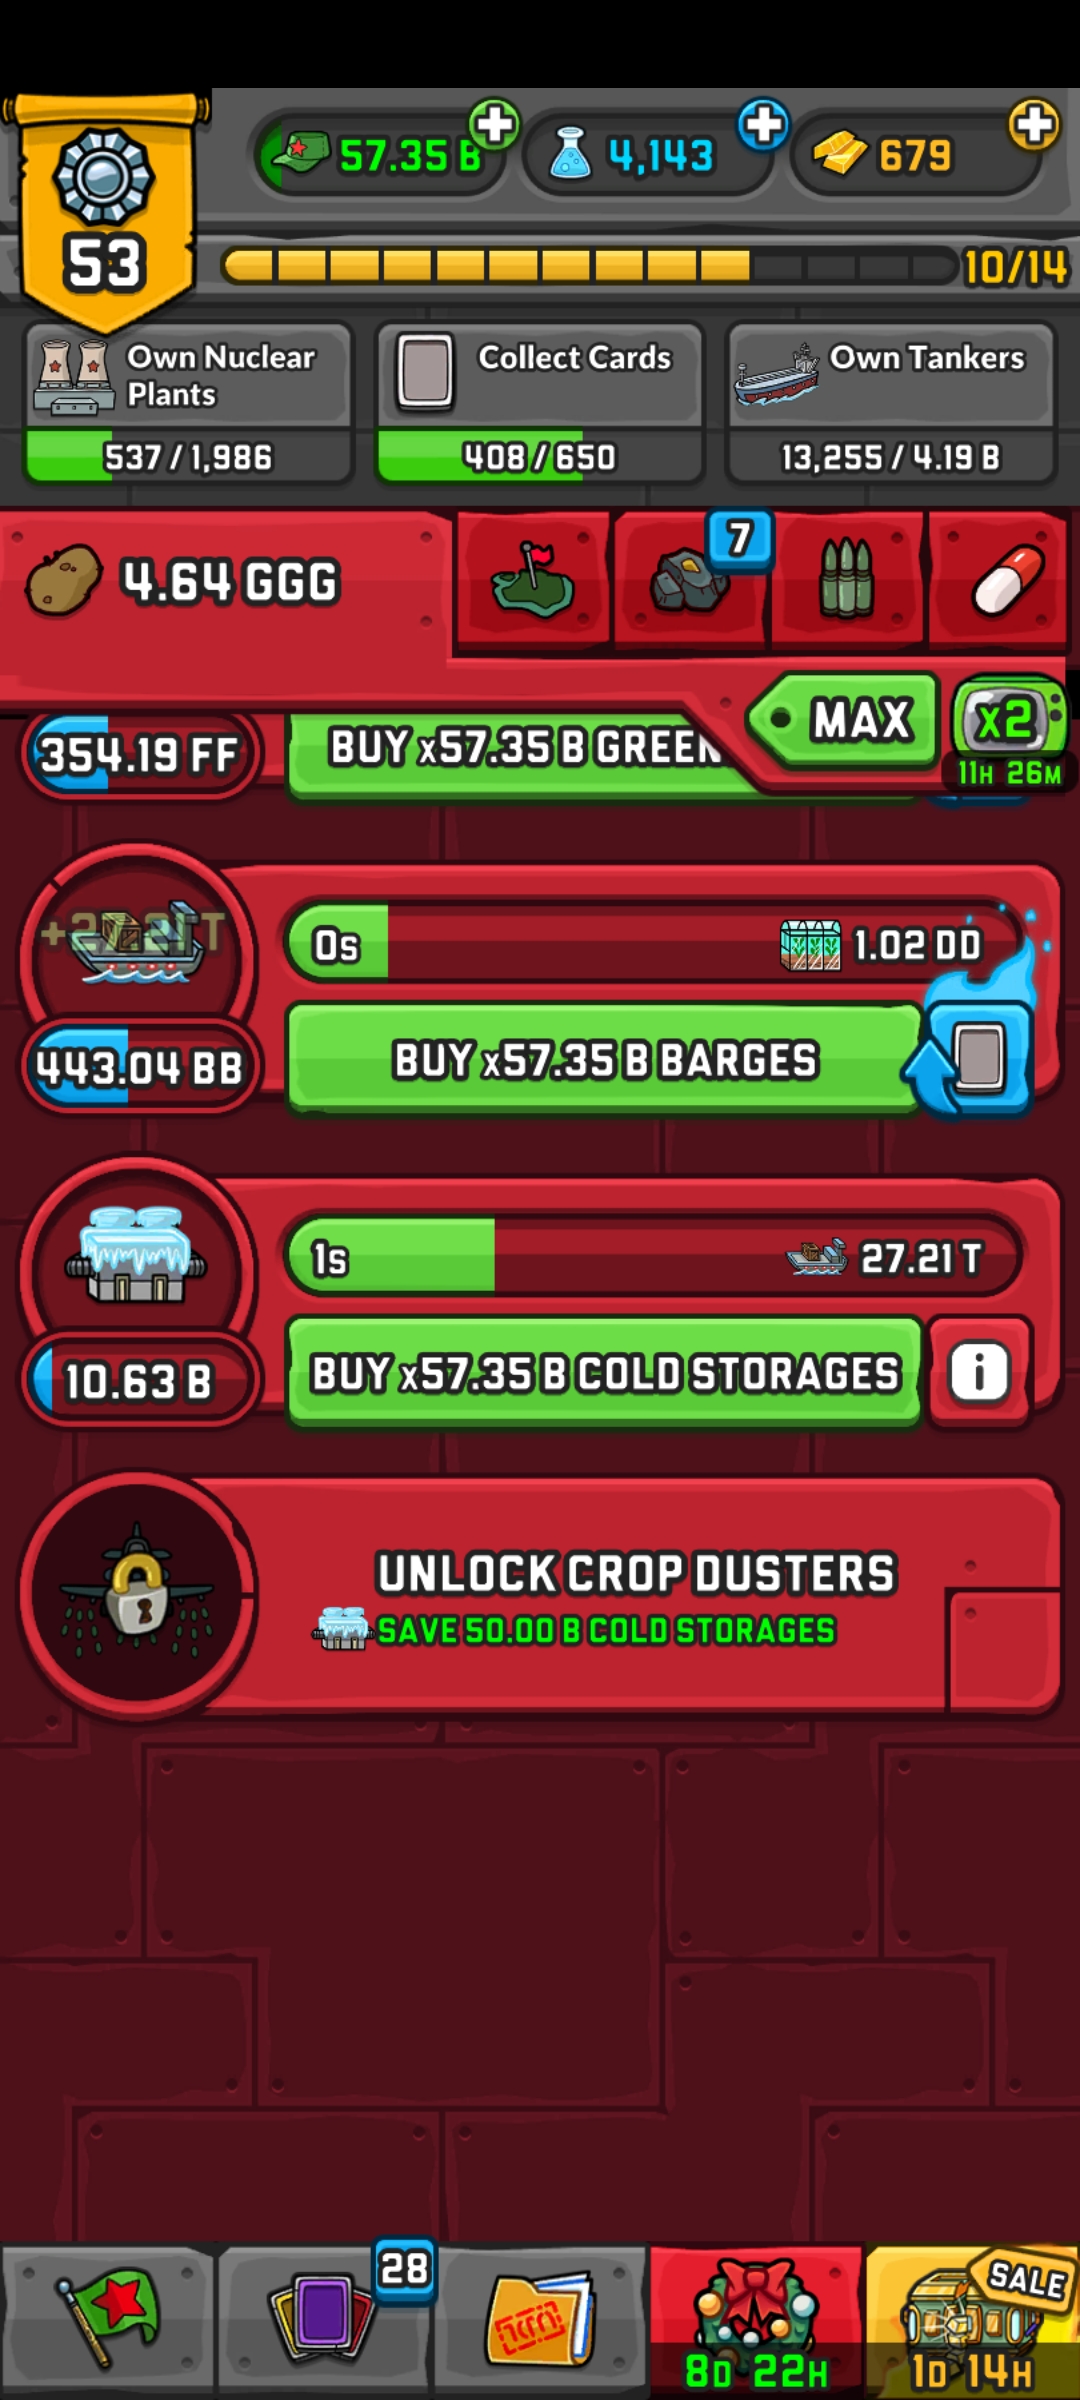 57.35 B
4,143
679
53
10/14
Own Nuclear
Plants
537 / 1,986
Collect Cards
408 / 650
Own Tankers
13,255 / 4.19 B
4.64 GGG
7
MAX
x2
11H 26M
354.19 FF
BUY x57.35 B GREEN
0s
1.02 DD
443.04 BB
BUY x57.35 B BARGES
1s
27.21 T
10.63 B
BUY x57.35 B COLD STORAGES
i
UNLOCK CROP DUSTERS
SAVE 50.00 B COLD STORAGES
28
SALE
8D 22H
1D 14H